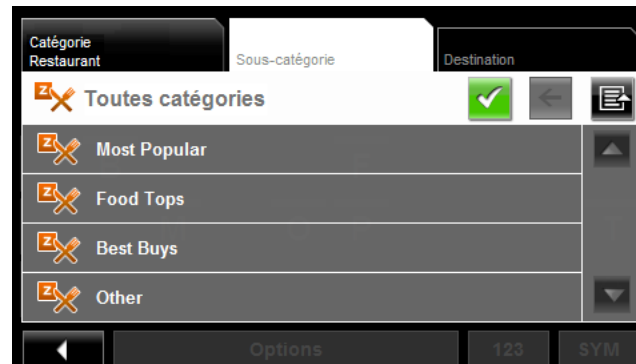 Catégorie
Restaurant
Sous-catégorie
Destination
Toutes catégories
Most Popular
Food Tops
Best Buys
Other
Options
123
SYM